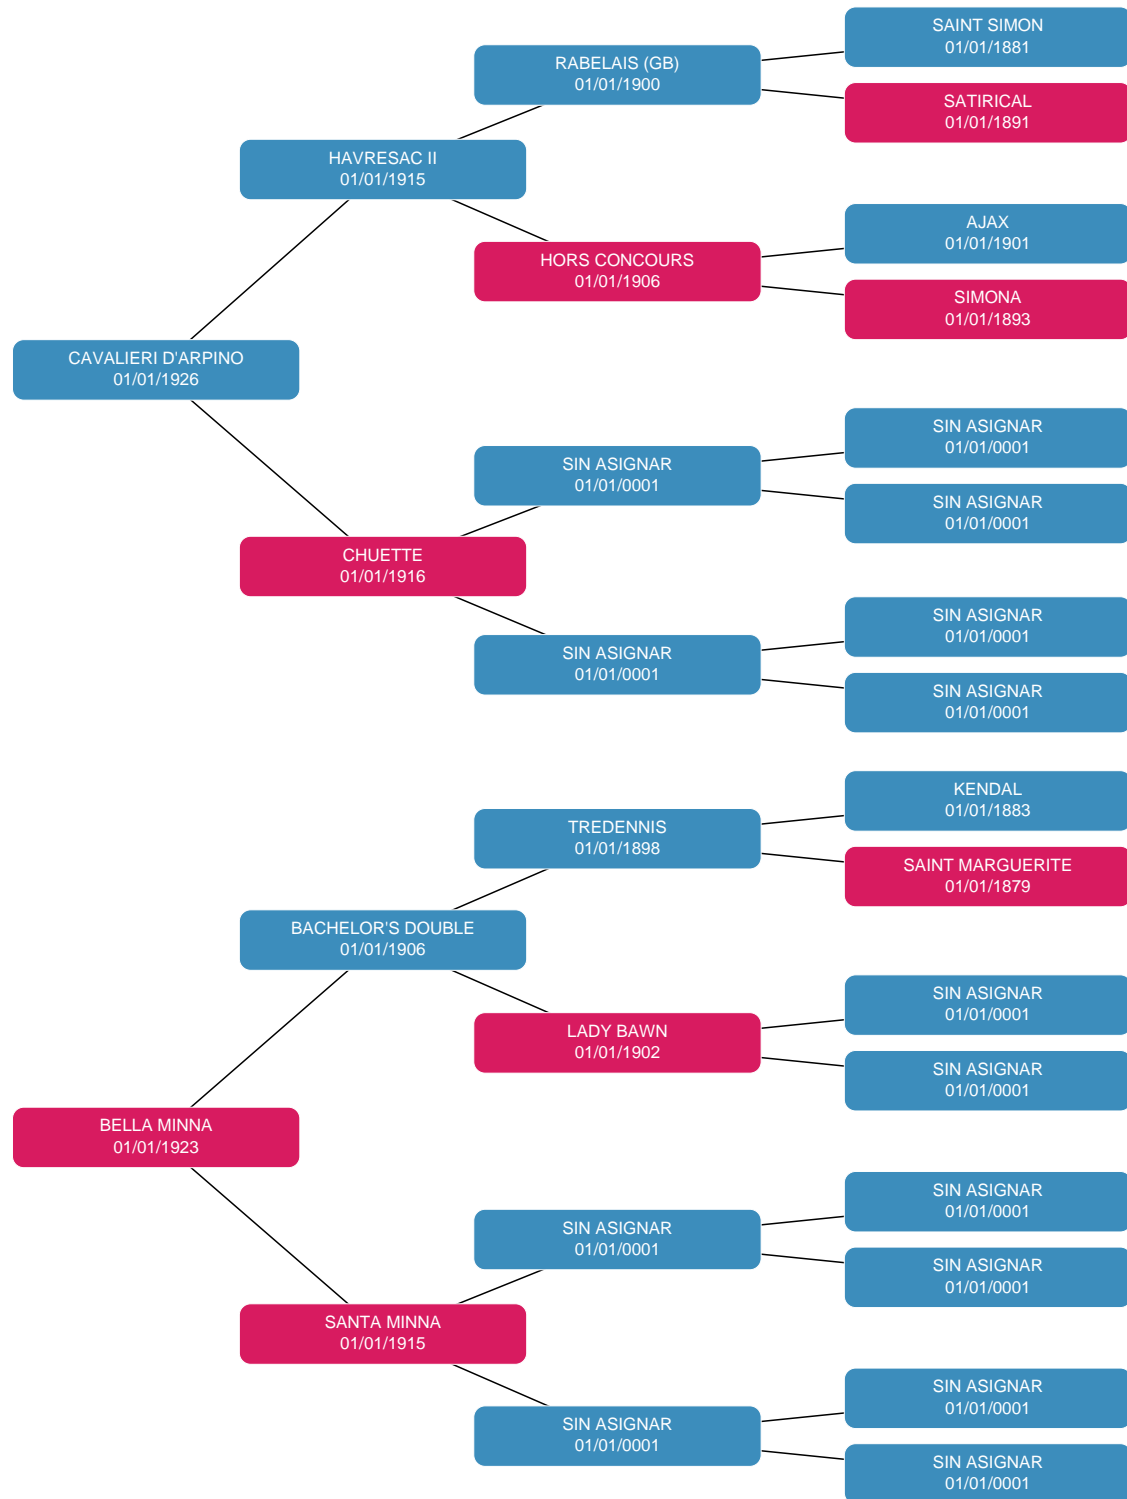 SAINT SIMON
01/01/1881
RABELAIS (GB)
01/01/1900
SATIRICAL
01/01/1891
HAVRESAC II
01/01/1915
AJAX
01/01/1901
HORS CONCOURS
01/01/1906
SIMONA
01/01/1893
CAVALIERI D'ARPINO
01/01/1926
SIN ASIGNAR
01/01/0001
SIN ASIGNAR
01/01/0001
SIN ASIGNAR
01/01/0001
CHUETTE
01/01/1916
SIN ASIGNAR
01/01/0001
SIN ASIGNAR
01/01/0001
SIN ASIGNAR
01/01/0001
KENDAL
01/01/1883
TREDENNIS
01/01/1898
SAINT MARGUERITE
01/01/1879
BACHELOR'S DOUBLE
01/01/1906
SIN ASIGNAR
01/01/0001
LADY BAWN
01/01/1902
SIN ASIGNAR
01/01/0001
BELLA MINNA
01/01/1923
SIN ASIGNAR
01/01/0001
SIN ASIGNAR
01/01/0001
SIN ASIGNAR
01/01/0001
SANTA MINNA
01/01/1915
SIN ASIGNAR
01/01/0001
SIN ASIGNAR
01/01/0001
SIN ASIGNAR
01/01/0001